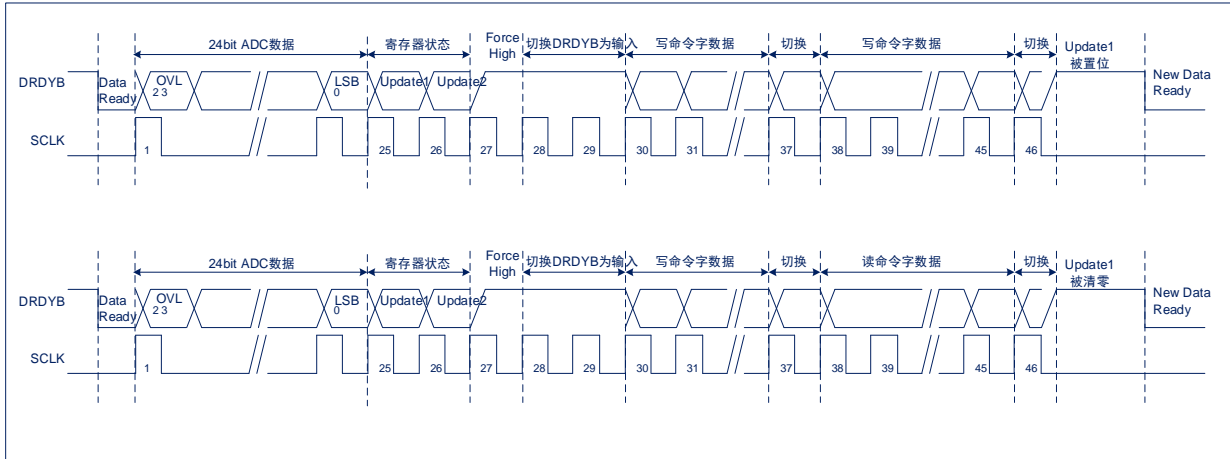 24bit ADC数据 寄存器状态 Force High 切换DRDYB为输入 写命令字数据 切换 写命令字数据 切换 Update1 被置位
DRDYB Data Ready OVL 23 LSB 0 Update1 Update2 New Data Ready
SCLK 1 25 26 27 28 29 30 31 37 38 39 45 46
24bit ADC数据 寄存器状态 Force High 切换DRDYB为输入 写命令字数据 切换 读命令字数据 切换 Update1 被清零
DRDYB Data Ready OVL 23 LSB 0 Update1 Update2 New Data Ready
SCLK 1 25 26 27 28 29 30 31 37 38 39 45 46